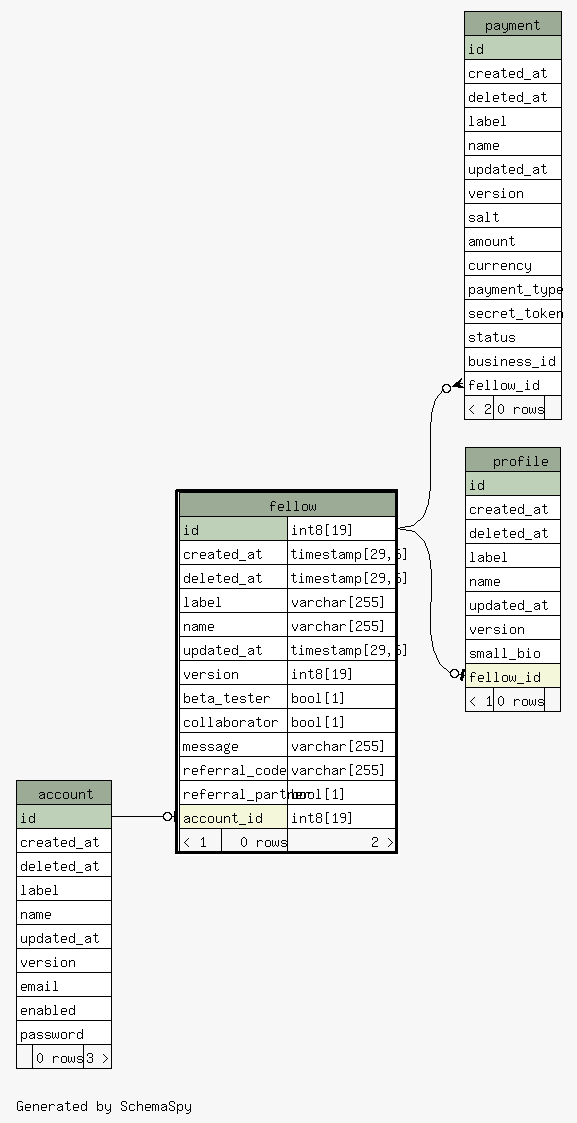 payment
id
created_at
deleted_at
label
name
updated_at
version
salt
amount
currency
payment_type
secret_token
status
business_id
fellow_id
< 2 0 rows
profile
id
created_at
deleted_at
label
name
updated_at
version
small_bio
fellow_id
< 1 0 rows
fellow
id int8[19]
created_at timestamp[29,6]
deleted_at timestamp[29,6]
label varchar[255]
name varchar[255]
updated_at timestamp[29,6]
version int8[19]
beta_tester bool[1]
collaborator bool[1]
message varchar[255]
referral_code varchar[255]
referral_partner bool[1]
account_id int8[19]
< 1 0 rows 2 >
account
id
created_at
deleted_at
label
name
updated_at
version
email
enabled
password
0 rows 3 >
Generated by SchemaSpy